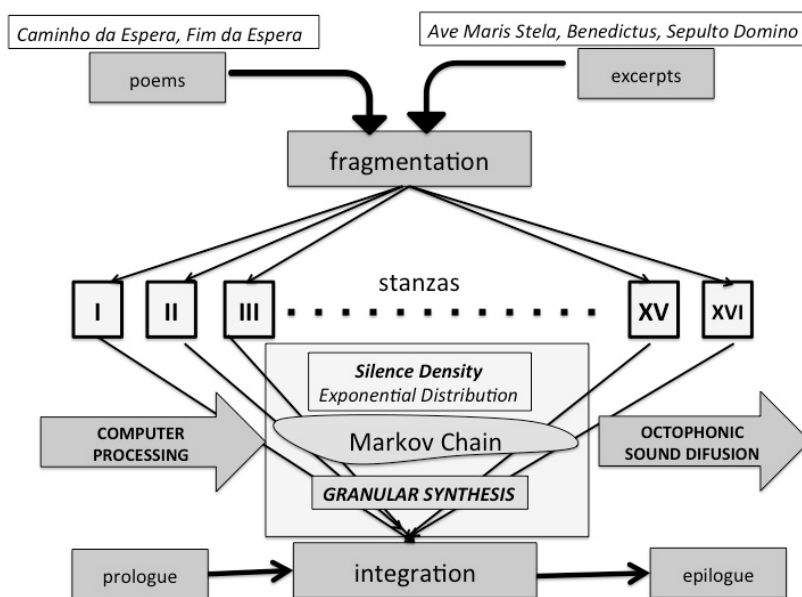 Caminho da Espera, Fim da Espera
Ave Maris Stela, Benedictus, Sepulto Domino
poems
excerpts
fragmentation
stanzas
I
II
III
XV
XVI
Silence Density
Exponential Distribution
COMPUTER
PROCESSING
Markov Chain
OCTOPHONIC
SOUND DIFUSION
GRANULAR SYNTHESIS
prologue
integration
epilogue